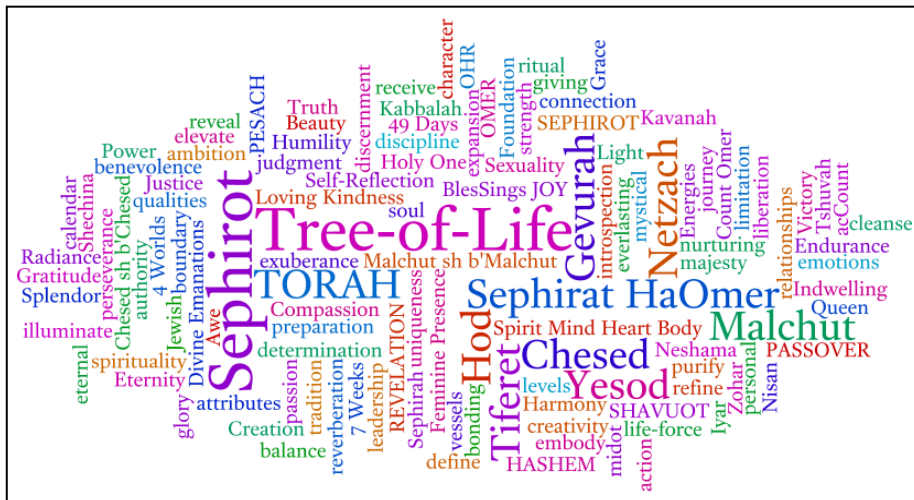 character
OHR
Foundation
ritual
Grace
giving
receive
connection
PESACH
Truth
discernment
Kabbalah
expansion
OMER
strength
SEPHIROT
Kavanah
reveal
Beauty
49 Days
elevate
Humility
discipline
Power
ambition
Light
benevolence
judgment
Holy One
Sexuality
Gevurah
Netzach
Justice
Self-Reflection
BlesSings JOY
introspection
everlasting
mystical
Energies
journey
Count Omer
limitation
liberation
calendar
Shechina
qualities
Sephirot
Loving Kindness
soul
relationships
Victory
Tshuvah
acCount
cleanse
perseverance
Chesed sh b'Chesed
authority
4 Worlds
boundary
Tree-of-Life
nurturing
Endurance
Radiance
exuberance
Malchut sh b'Malchut
majesty
emotions
Gratitude
TORAH
Sephirat HaOmer
Indwelling
Splendor
Jewish
Divine Emanations
Awe
Compassion
uniqueness
Feminine Presence
Queen
illuminate
preparation
REVELATION
Hod
Spirit Mind Heart Body
Malchut
eternal
spirituality
determination
Sephirah
Tiferet
Chesed
Neshama
PASSOVER
Eternity
passion
tradition
reverberation
7 Weeks
leadership
levels
Yesod
purify
personal
Nisan
glory
attributes
vessels
bonding
Harmony
SHAVUOT
refine
Zohar
Iyar
Creation
creativity
life-force
balance
embody
midot
action
define
HASHEM